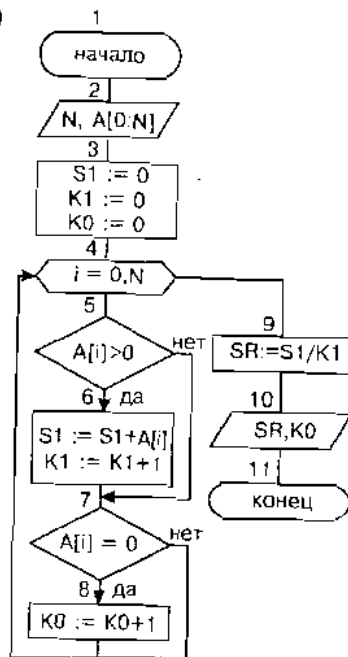 )
1
начало
2
N, A[0:N]
3
S1 := 0
K1 := 0
K0 := 0
4
i = 0,N
5
A[i]>0
нет
6 да
S1 := S1+A[i]
K1 := K1+1
7
A[i] = 0
нет
8 да
K0 := K0+1
9
SR:=S1/K1
10
SR,K0
11
конец